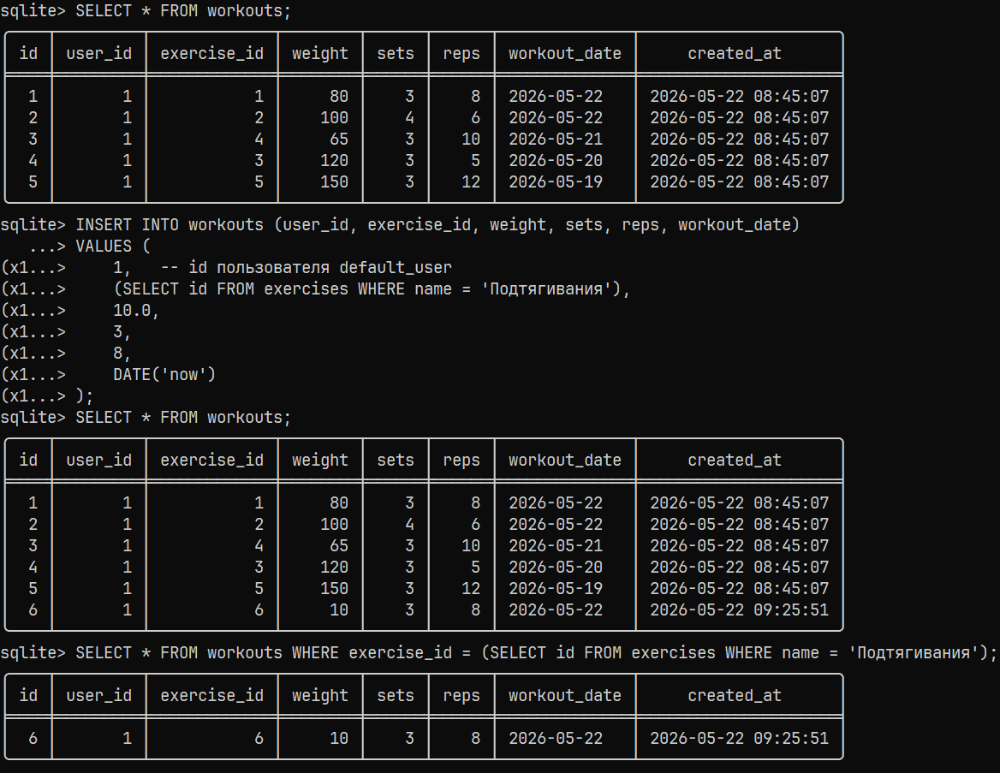 sqlite> SELECT * FROM workouts;
id user_id exercise_id weight sets reps workout_date created_at
1 1 1 80 3 8 2026-05-22 2026-05-22 08:45:07
2 1 2 100 4 6 2026-05-22 2026-05-22 08:45:07
3 1 4 65 3 10 2026-05-21 2026-05-22 08:45:07
4 1 3 120 3 5 2026-05-20 2026-05-22 08:45:07
5 1 5 150 3 12 2026-05-19 2026-05-22 08:45:07
sqlite> INSERT INTO workouts (user_id, exercise_id, weight, sets, reps, workout_date)
...> VALUES (
(x1...> 1, -- id пользователя default_user
(x1...> (SELECT id FROM exercises WHERE name = 'Подтягивания'),
(x1...> 10.0,
(x1...> 3,
(x1...> 8,
(x1...> DATE('now')
(x1...> );
sqlite> SELECT * FROM workouts;
id user_id exercise_id weight sets reps workout_date created_at
1 1 1 80 3 8 2026-05-22 2026-05-22 08:45:07
2 1 2 100 4 6 2026-05-22 2026-05-22 08:45:07
3 1 4 65 3 10 2026-05-21 2026-05-22 08:45:07
4 1 3 120 3 5 2026-05-20 2026-05-22 08:45:07
5 1 5 150 3 12 2026-05-19 2026-05-22 08:45:07
6 1 6 10 3 8 2026-05-22 2026-05-22 09:25:51
sqlite> SELECT * FROM workouts WHERE exercise_id = (SELECT id FROM exercises WHERE name = 'Подтягивания');
id user_id exercise_id weight sets reps workout_date created_at
6 1 6 10 3 8 2026-05-22 2026-05-22 09:25:51